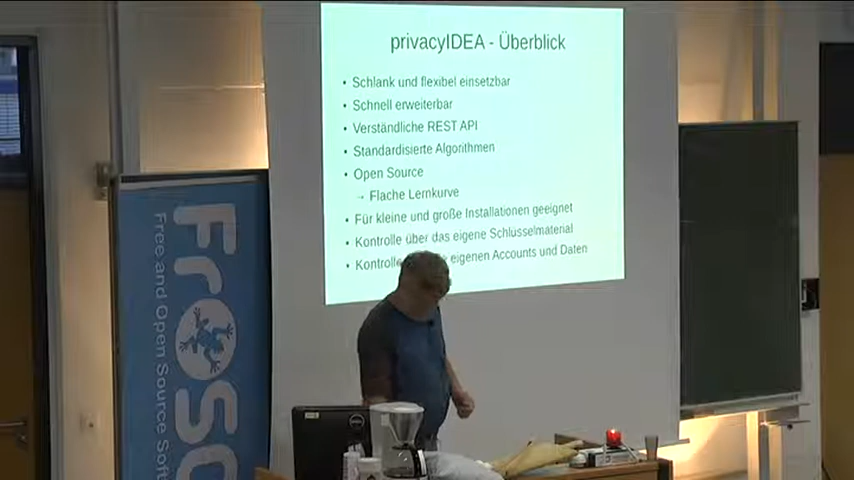 privacyIDEA - Überblick
• Schlank und flexibel einsetzbar
• Schnell erweiterbar
• Verständliche REST API
• Standardisierte Algorithmen
• Open Source
→ Flache Lernkurve
• Für kleine und große Installationen geeignet
• Kontrolle über das eigene Schlüsselmaterial
• Kontrolle eigenen Accounts und Daten
FrOSC
Free and Open Source Soft